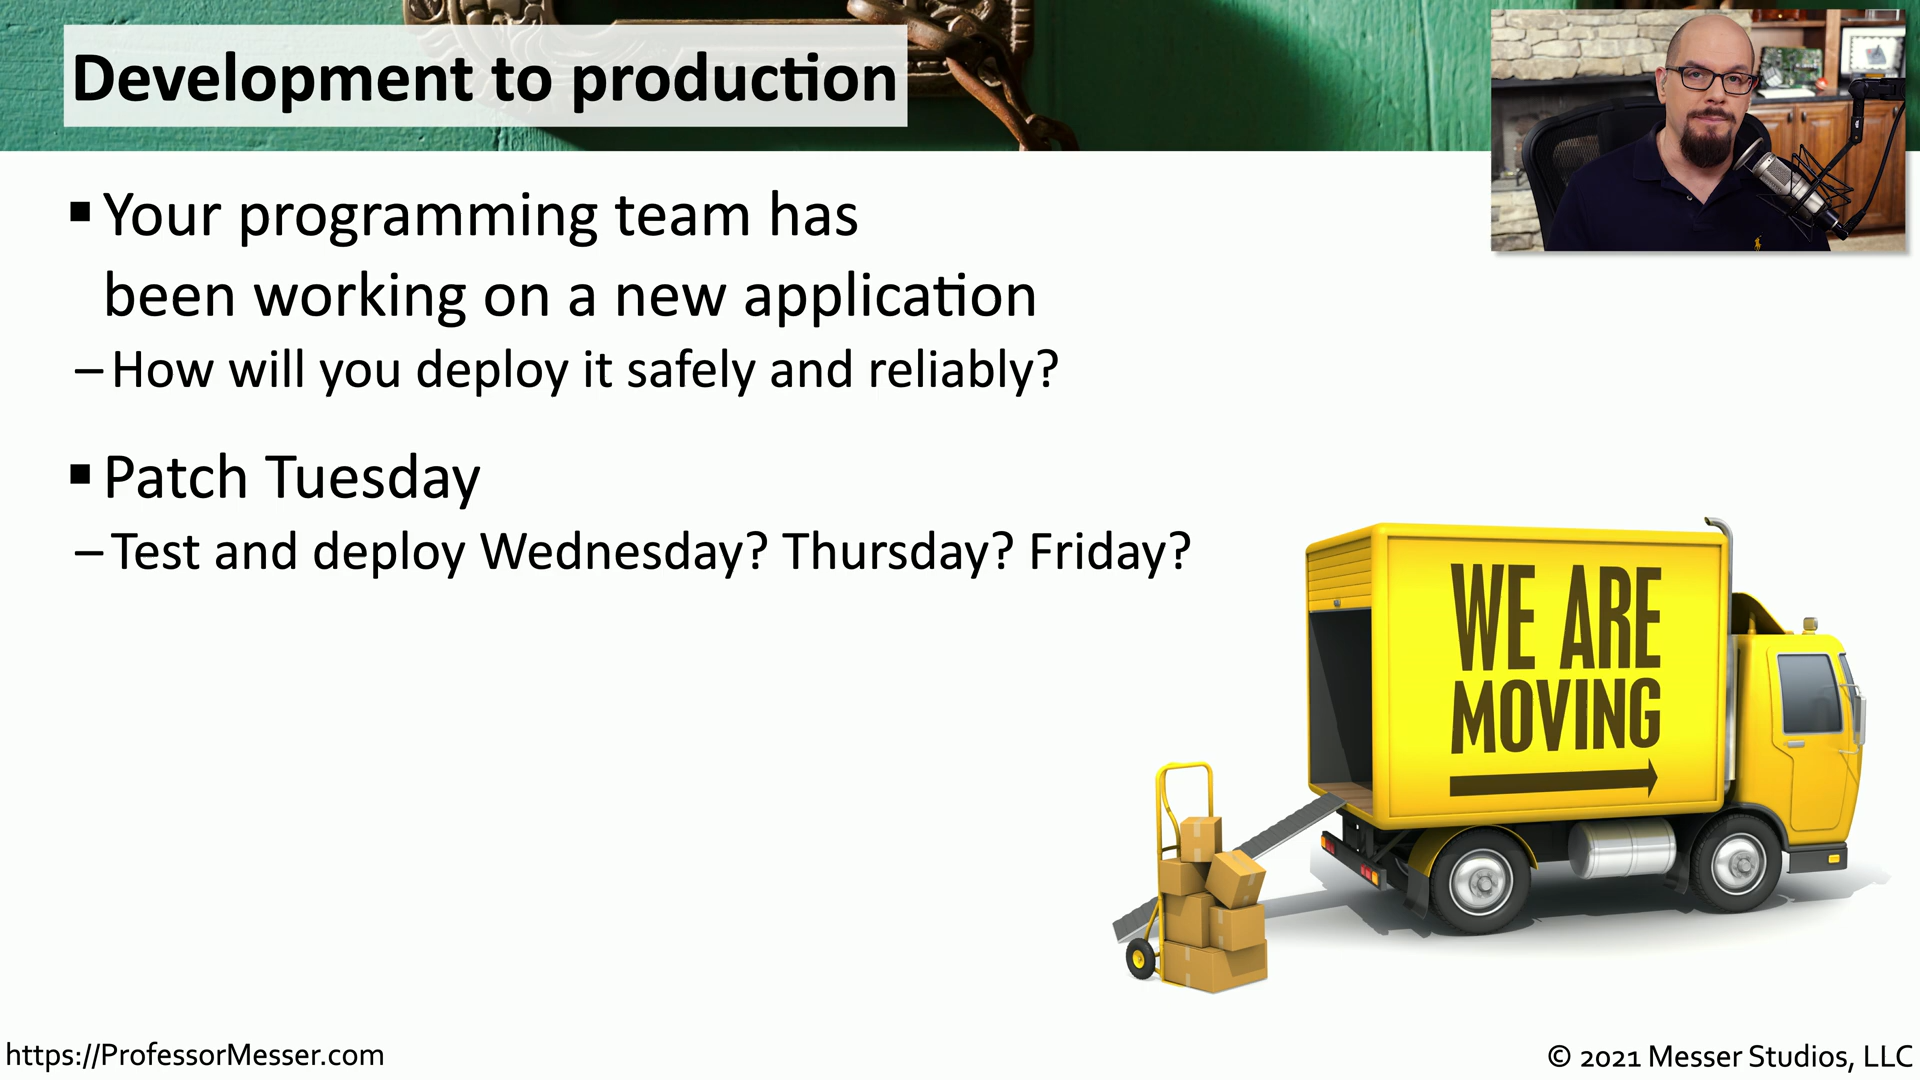 Development to production
▪ Your programming team has
been working on a new application
– How will you deploy it safely and reliably?
▪ Patch Tuesday
– Test and deploy Wednesday? Thursday? Friday?
WE ARE
MOVING
https://ProfessorMesser.com
© 2021 Messer Studios, LLC